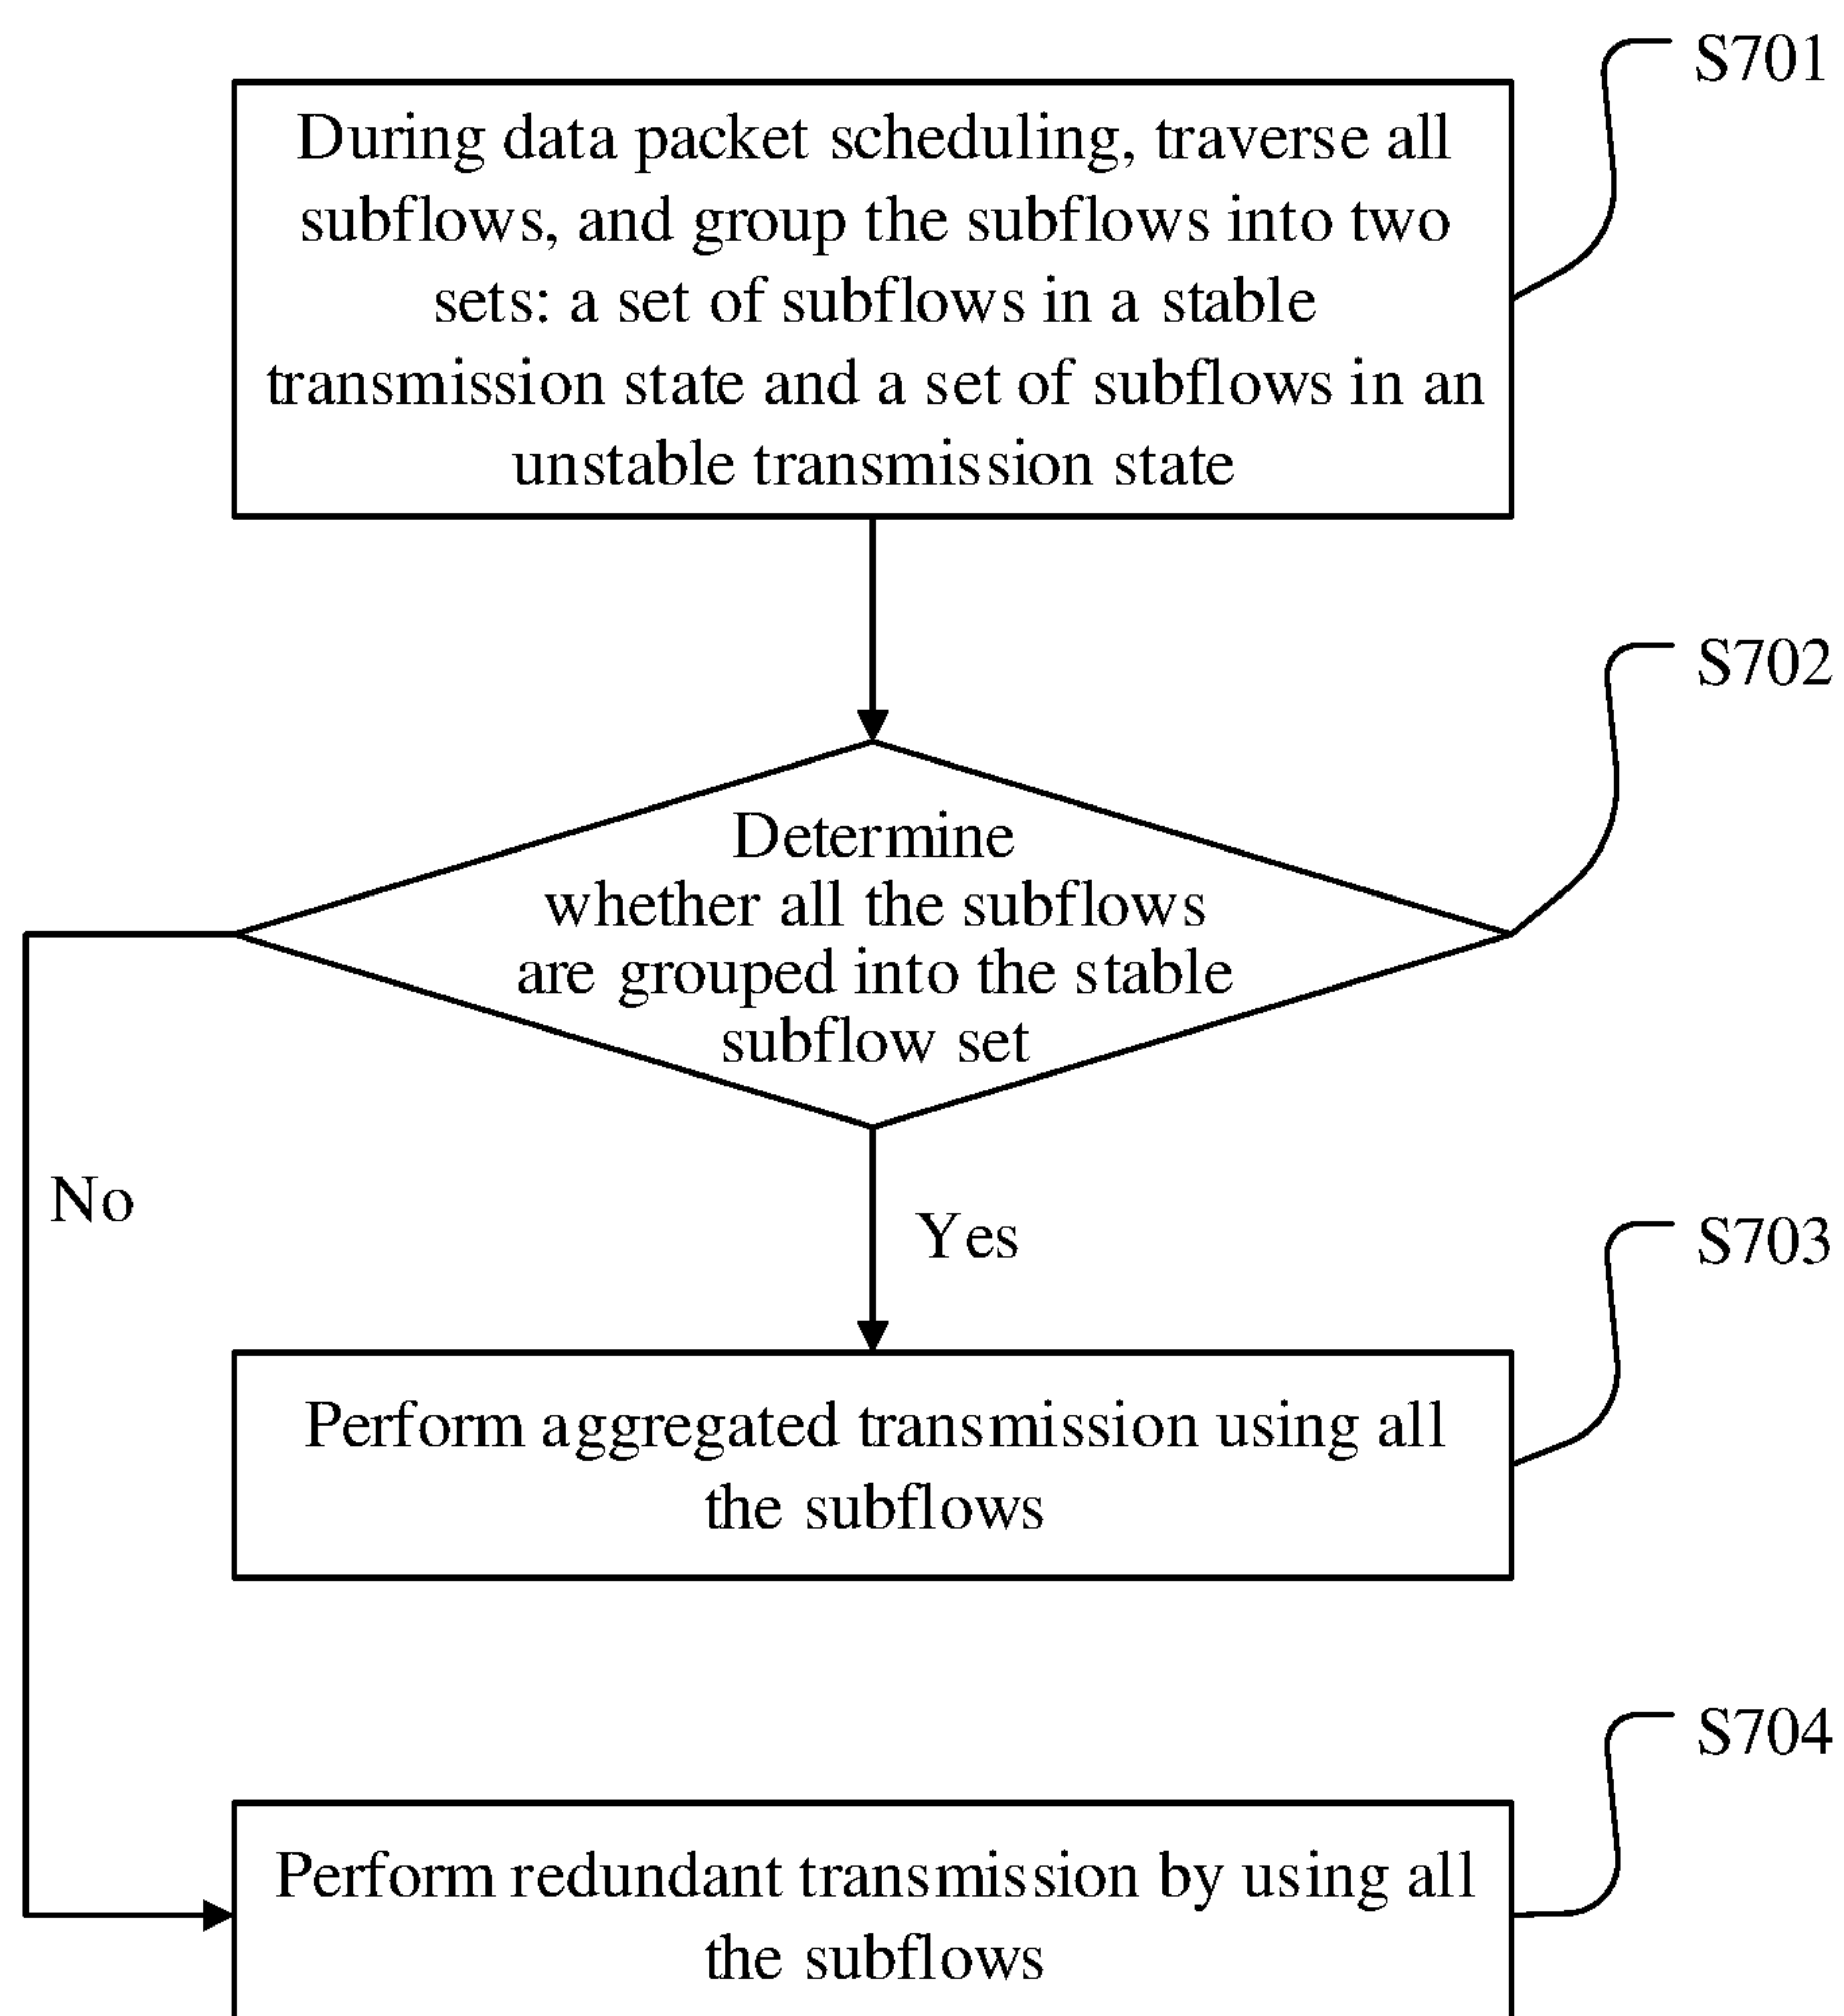 S701
During data packet scheduling, traverse all
subflows, and group the subflows into two
sets: a set of subflows in a stable
transmission state and a set of subflows in an
unstable transmission state
S702
Determine
whether all the subflows
are grouped into the stable
subflow set
No
Yes
S703
Perform aggregated transmission using all
the subflows
S704
Perform redundant transmission by using all
the subflows